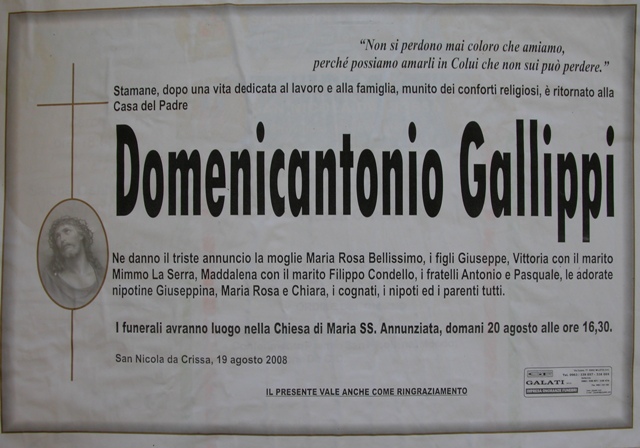 “Non si perdono mai coloro che amiamo,
perché possiamo amarli in Colui che non sui può perdere.”
Stamane, dopo una vita dedicata al lavoro e alla famiglia, munito dei conforti religiosi, è ritornato alla
Casa del Padre
Domenicantonio Gallippi
Ne danno il triste annuncio la moglie Maria Rosa Bellissimo, i figli Giuseppe, Vittoria con il marito
Mimmo La Serra, Maddalena con il marito Filippo Condello, i fratelli Antonio e Pasquale, le adorate
nipotine Giuseppina, Maria Rosa e Chiara, i cognati, i nipoti ed i parenti tutti.
I funerali avranno luogo nella Chiesa di Maria SS. Annunziata, domani 20 agosto alle ore 16,30.
San Nicola da Crissa, 19 agosto 2008
IL PRESENTE VALE ANCHE COME RINGRAZIAMENTO
GALATI